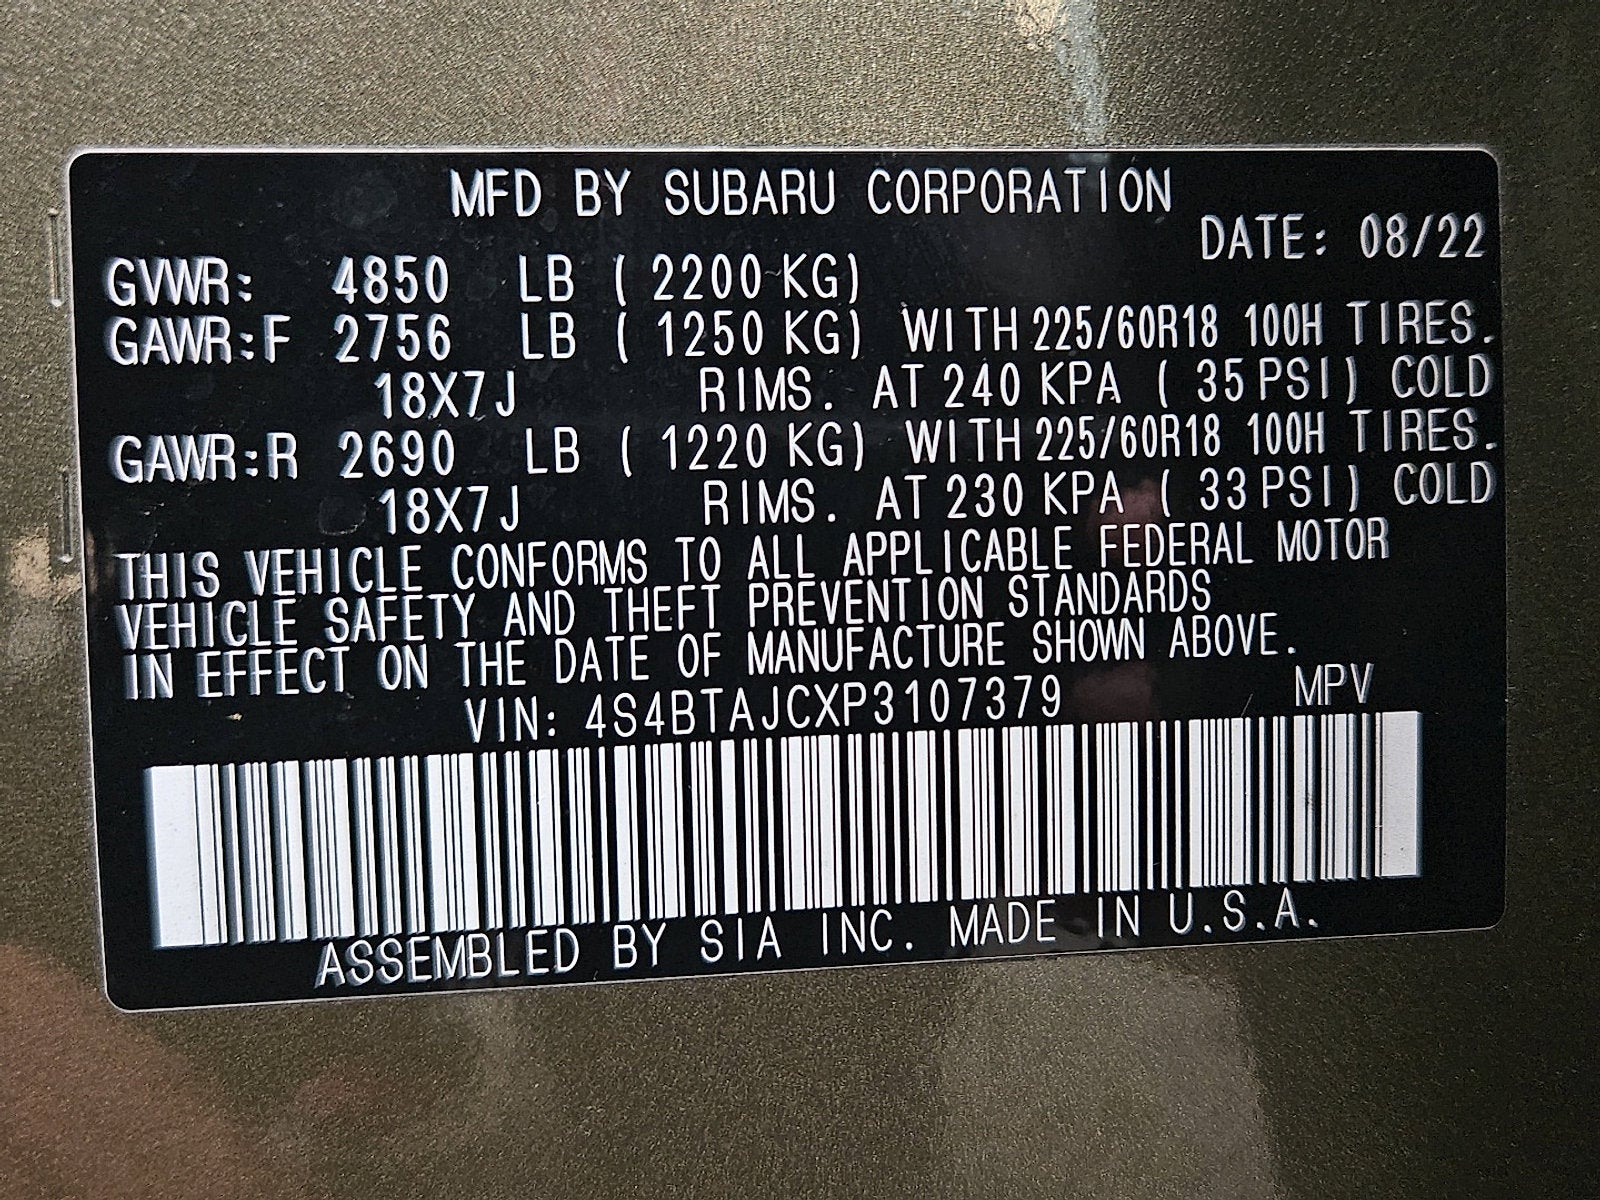 MFD BY SUBARU CORPORATION
DATE: 08/22
GVWR: 4850 LB ( 2200 KG)
GAWR:F 2756 LB ( 1250 KG) WITH 225/60R18 100H TIRES.
18X7J RIMS. AT 240 KPA ( 35 PSI) COLD
GAWR:R 2690 LB ( 1220 KG) WITH 225/60R18 100H TIRES.
18X7J RIMS. AT 230 KPA ( 33 PSI) COLD
THIS VEHICLE CONFORMS TO ALL APPLICABLE FEDERAL MOTOR
VEHICLE SAFETY AND THEFT PREVENTION STANDARDS
IN EFFECT ON THE DATE OF MANUFACTURE SHOWN ABOVE.
VIN: 4S4BTAJCXP3107379 MPV
ASSEMBLED BY SIA INC. MADE IN U.S.A.